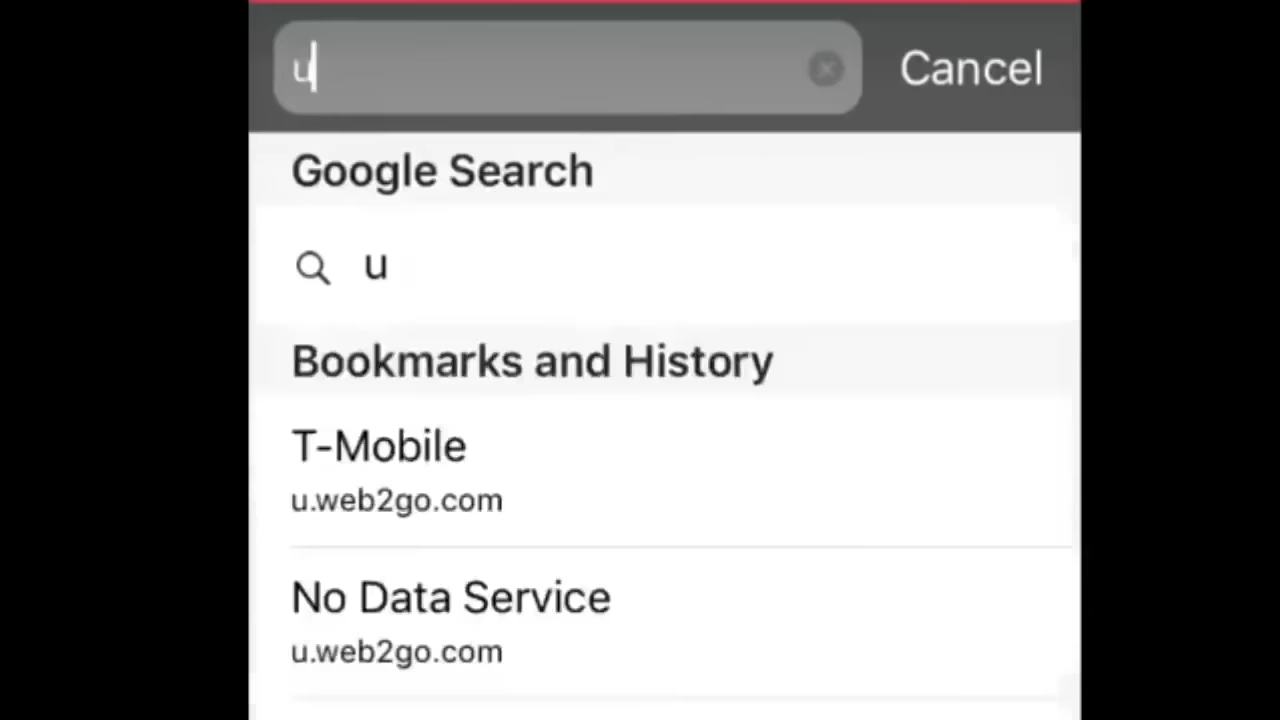 u
Cancel
Google Search
u
Bookmarks and History
T-Mobile
u.web2go.com
No Data Service
u.web2go.com